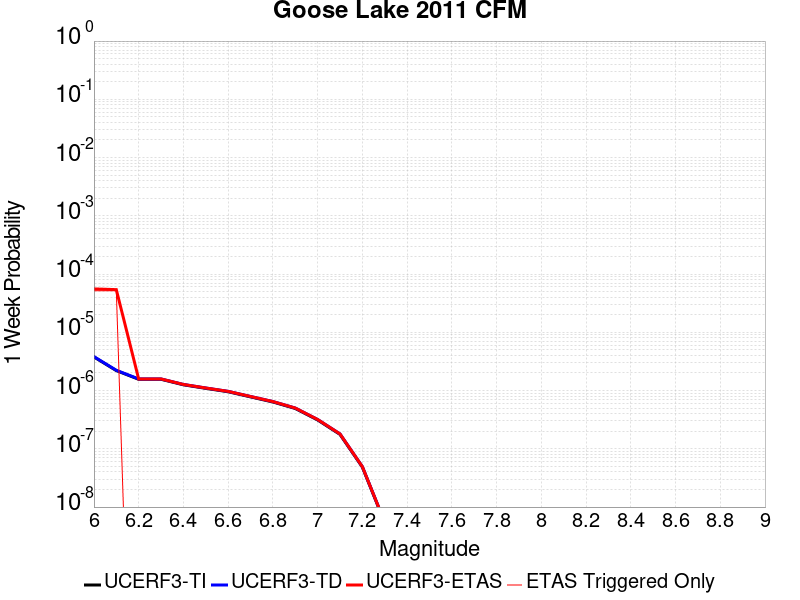 Goose Lake 2011 CFM
10^0
10^-1
10^-2
10^-3
10^-4
10^-5
10^-6
10^-7
10^-8
1 Week Probability
6 6.2 6.4 6.6 6.8 7 7.2 7.4 7.6 7.8 8 8.2 8.4 8.6 8.8 9
Magnitude
UCERF3-TI UCERF3-TD UCERF3-ETAS ETAS Triggered Only